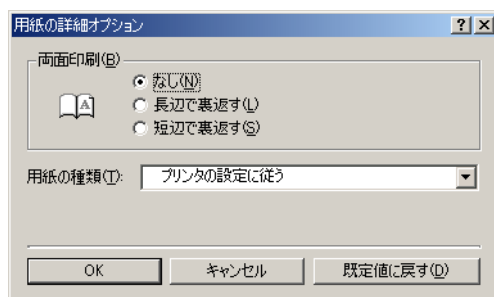 用紙の詳細オプション
両面印刷(B)
なし(N)
A
長辺で裏返す(L)
短辺で裏返す(S)
用紙の種類(T): プリンタの設定に従う
OK キャンセル 既定値に戻す(D)